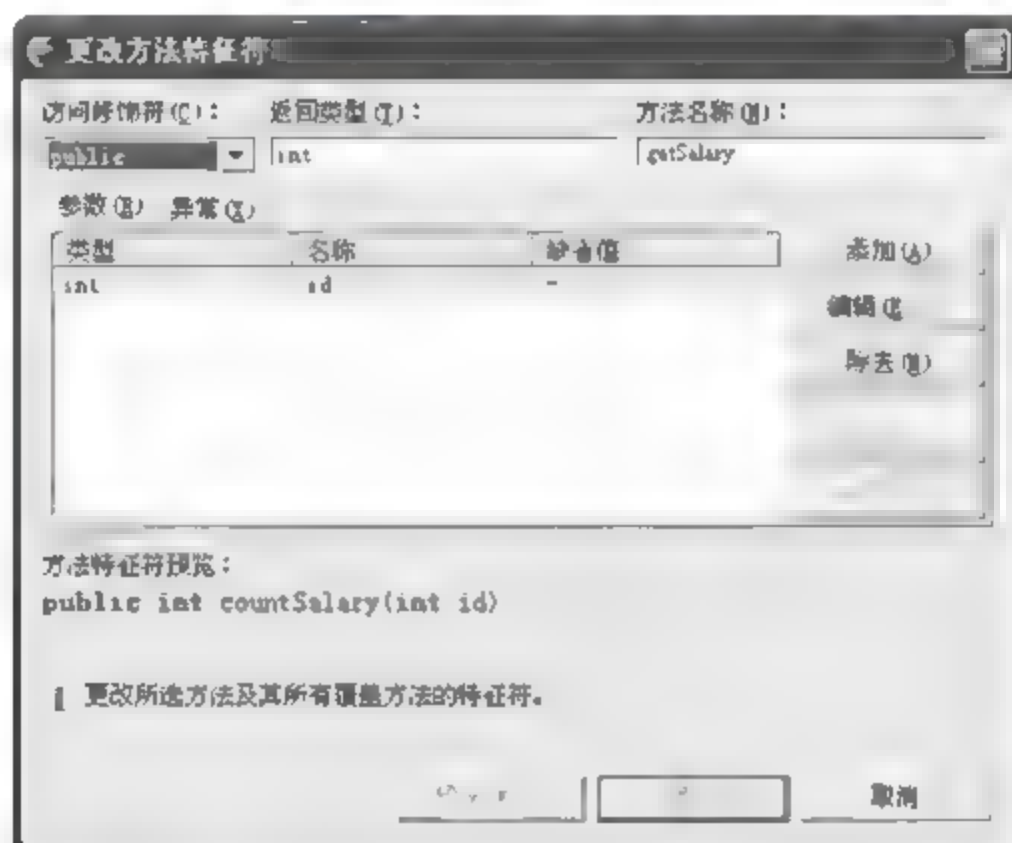 更改方法特征符
访问修饰符(C)： 返回类型(T)： 方法名称(N)：
public int getSalary
参数(R) 异常(X)
类型 名称 缺省值 添加(A)
int id -
编辑(E
除去(M)
方法特征符预览：
public int countSalary(int id)
更改所选方法及其所有覆盖方法的特征符。
取消